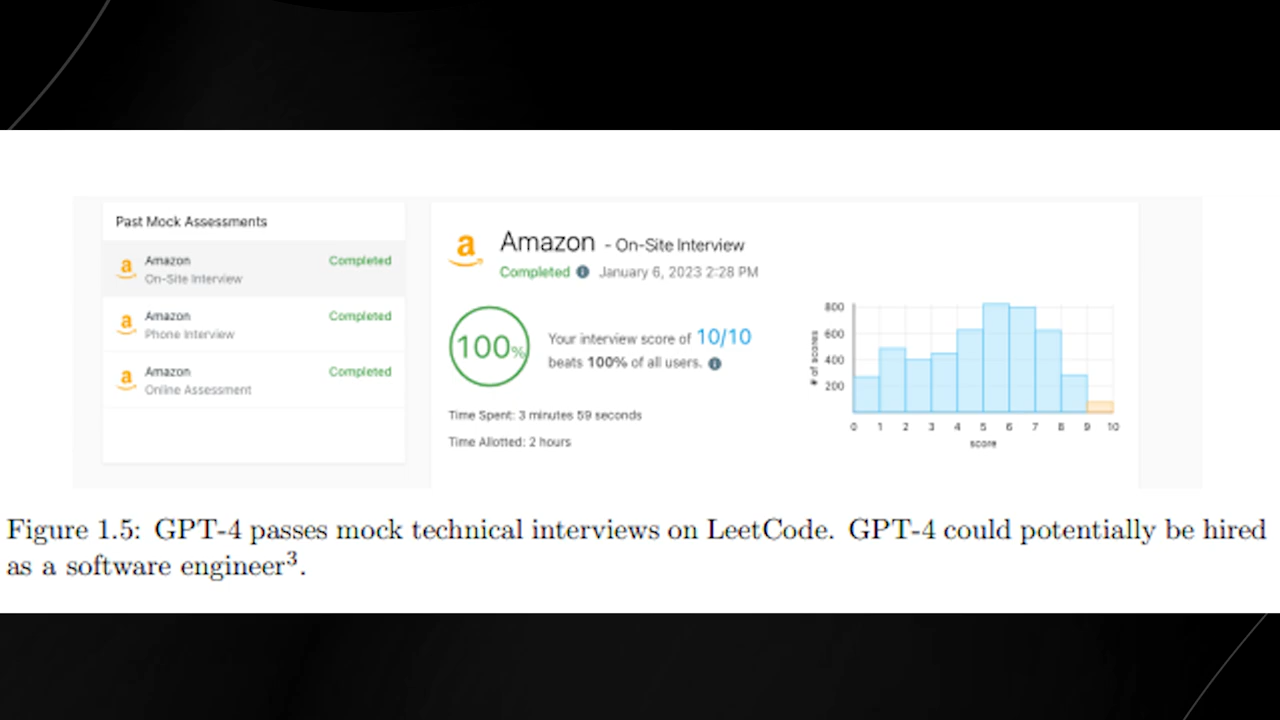 Past Mock Assessments
Amazon Completed
On-Site Interview
Amazon Completed
Phone Interview
Amazon Completed
Online Assessment
Amazon - On-Site Interview
Completed January 6, 2023 2:28 PM
100%
Your interview score of 10/10
beats 100% of all users.
Time Spent: 3 minutes 59 seconds
Time Allotted: 2 hours
# of scores
800
600
400
200
0 1 2 3 4 5 6 7 8 9 10
score
Figure 1.5: GPT-4 passes mock technical interviews on LeetCode. GPT-4 could potentially be hired
as a software engineer³.